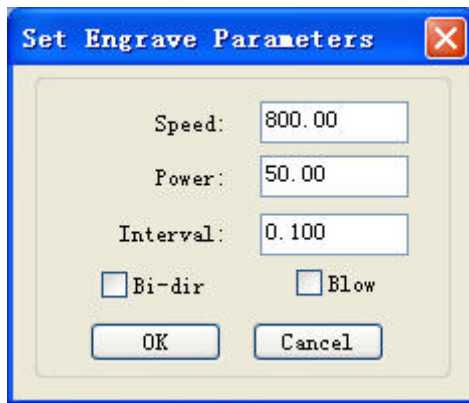 Set Engrave Parameters
Speed: 800.00
Power: 50.00
Interval: 0.100
Bi-dir Blow
OK Cancel